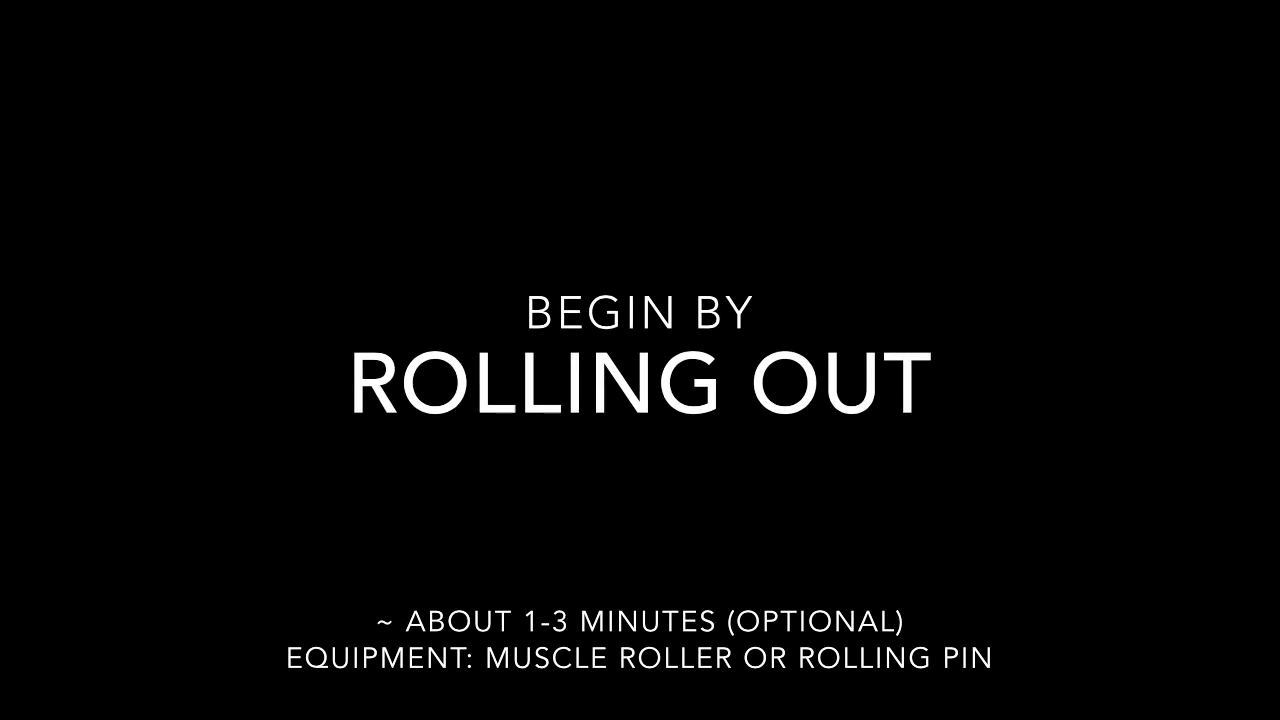 BEGIN BY
ROLLING OUT
~ ABOUT 1-3 MINUTES (OPTIONAL)
EQUIPMENT: MUSCLE ROLLER OR ROLLING PIN